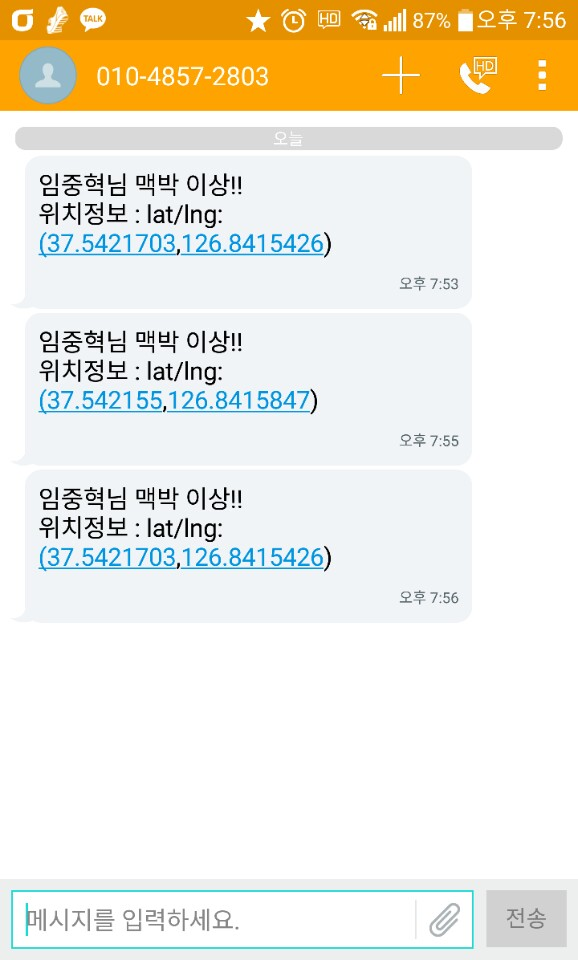 TALK
HD
87%
오후 7:56
010-4857-2803
HD
오늘
임중혁님 맥박 이상!!
위치정보 : lat/lng:
(37.5421703,126.8415426)
오후 7:53
임중혁님 맥박 이상!!
위치정보 : lat/lng:
(37.542155,126.8415847)
오후 7:55
임중혁님 맥박 이상!!
위치정보 : lat/lng:
(37.5421703,126.8415426)
오후 7:56
메시지를 입력하세요.
전송